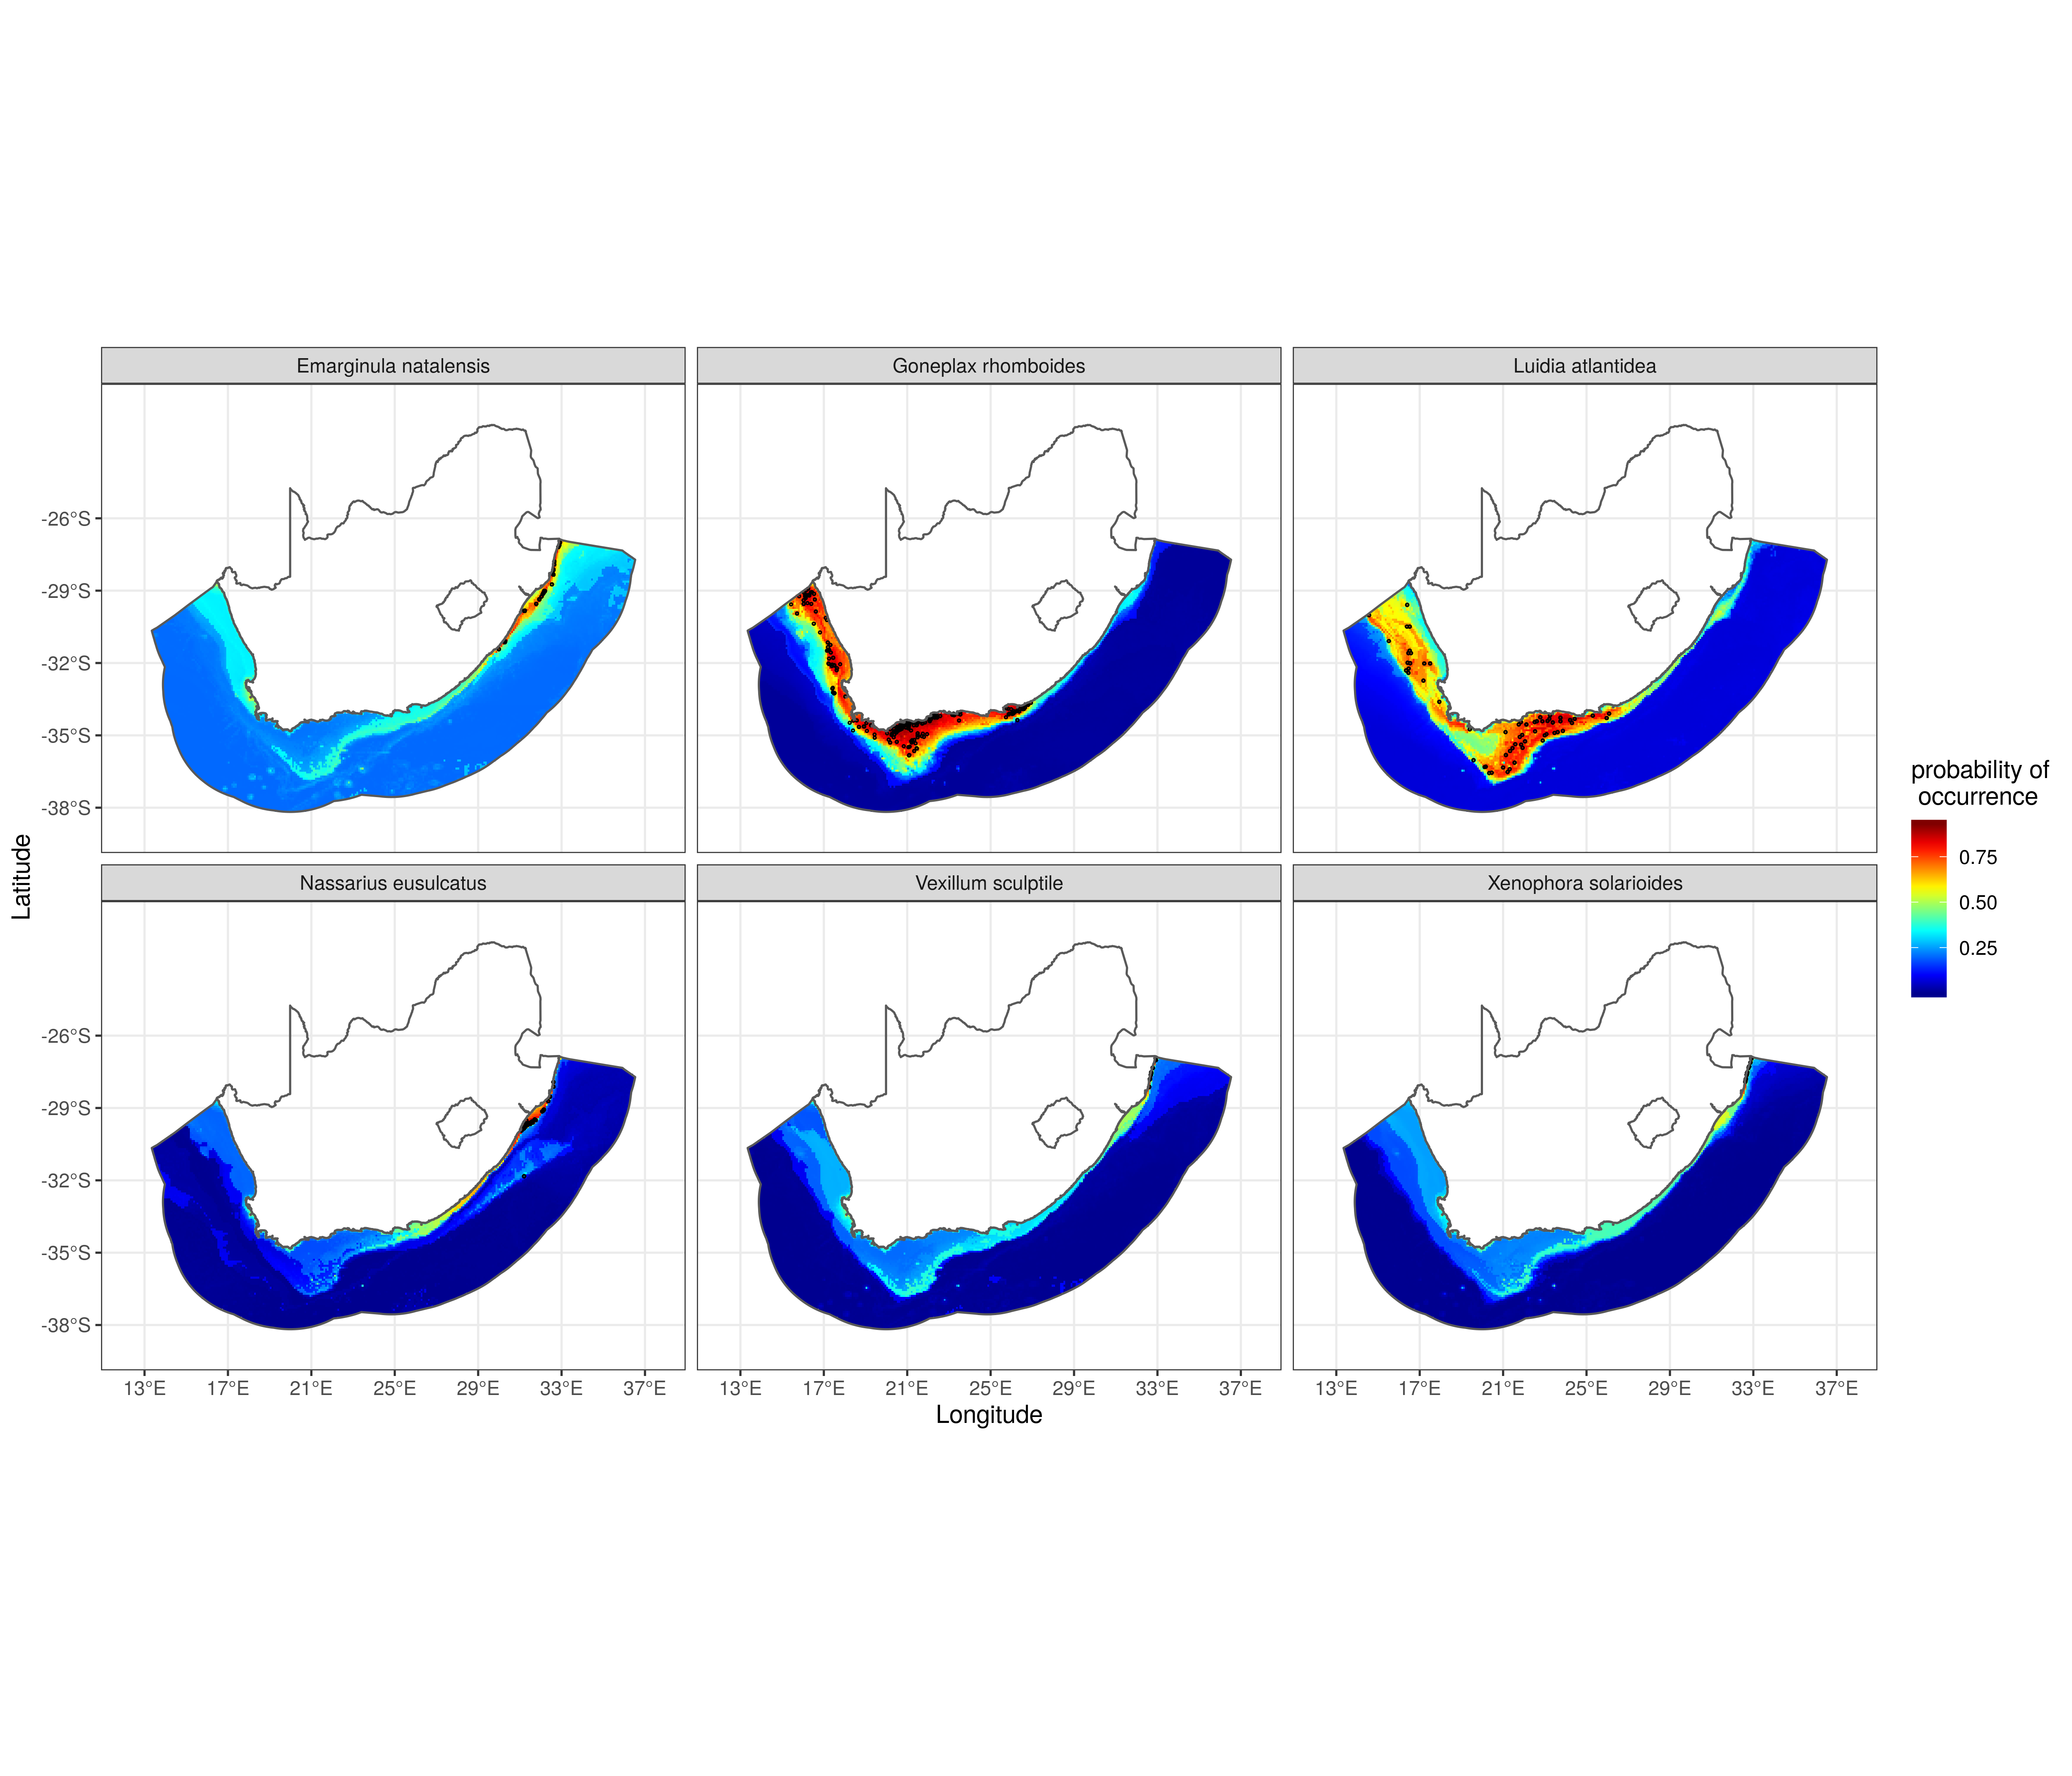 Emarginula natalensis
Goneplax rhomboides
Luidia atlantidea
-26°S
-29°S
-32°S
-35°S
-38°S
Nassarius eusulcatus
Vexillum sculptile
Xenophora solarioides
-26°S
-29°S
-32°S
-35°S
-38°S
13°E 17°E 21°E 25°E 29°E 33°E 37°E
13°E 17°E 21°E 25°E 29°E 33°E 37°E
13°E 17°E 21°E 25°E 29°E 33°E 37°E
Longitude
Latitude
probability of
occurrence
0.75
0.50
0.25